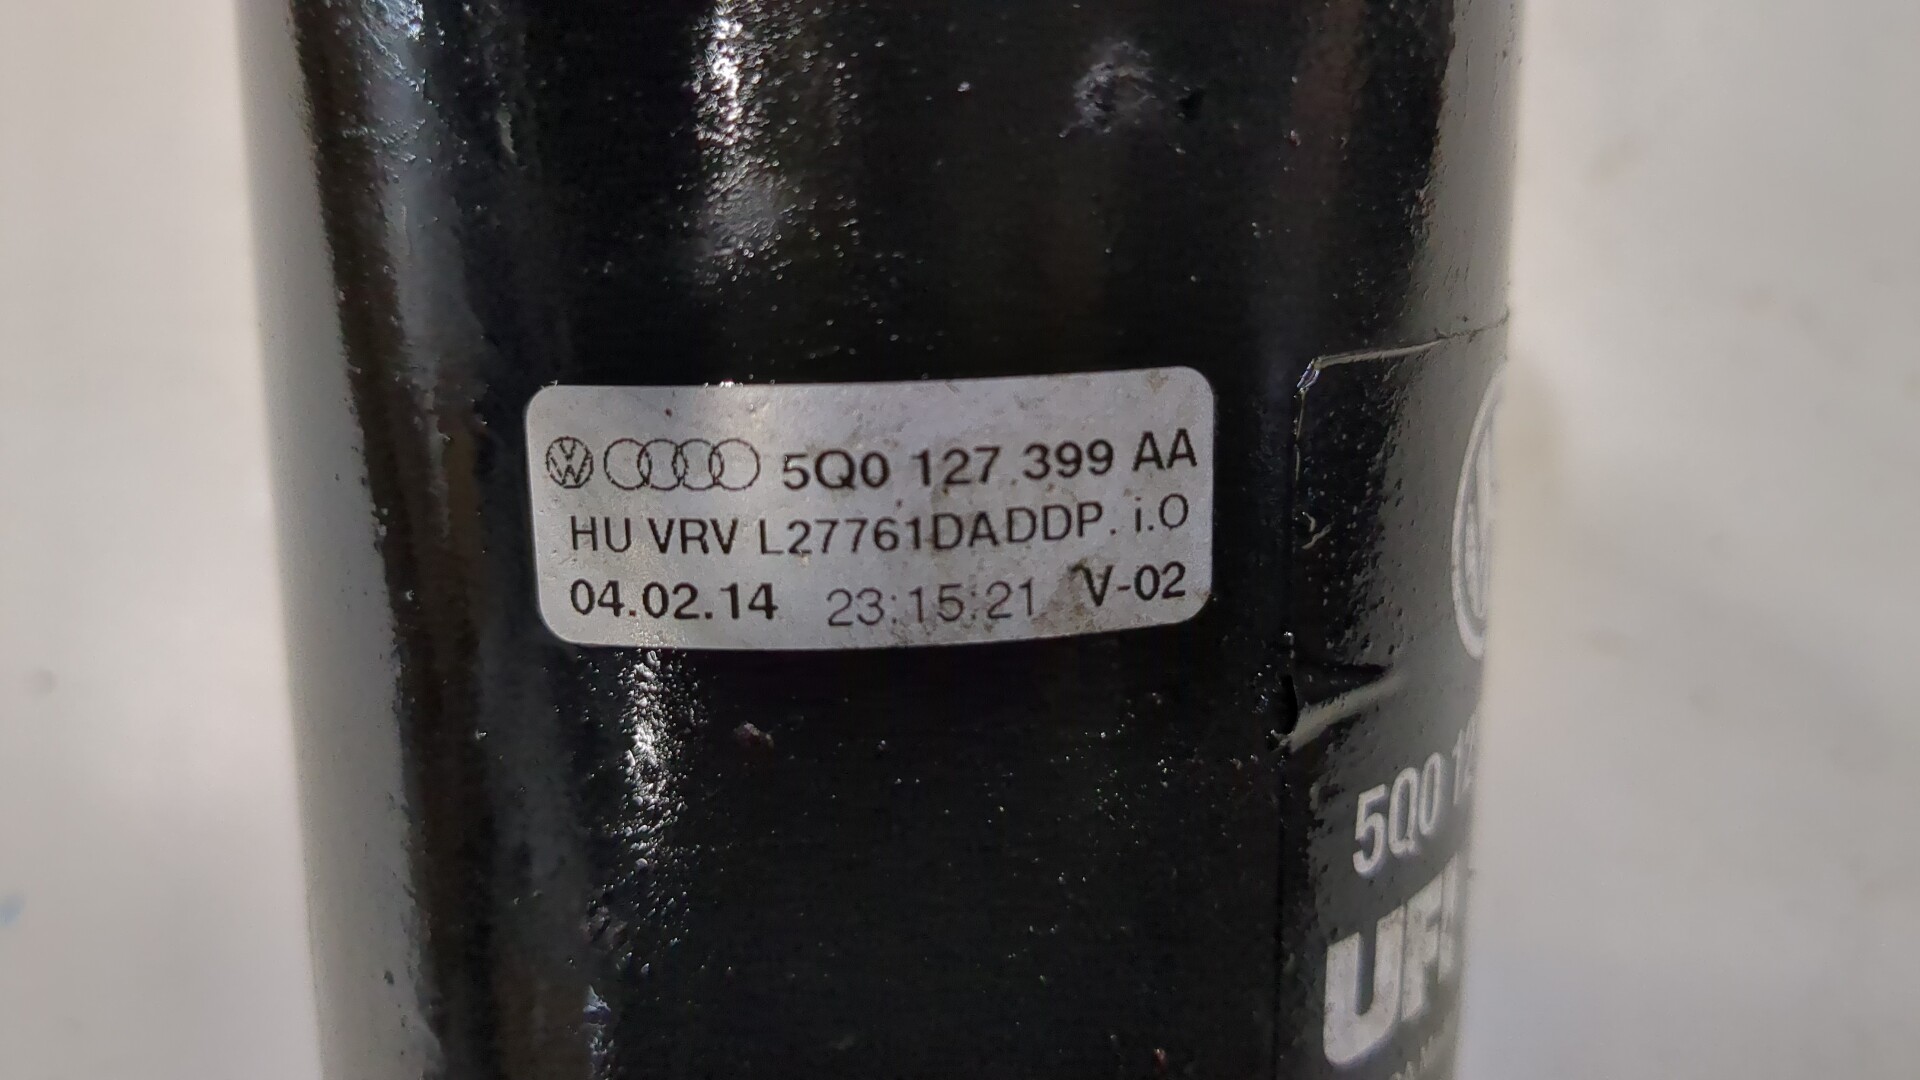 5Q0 127 399 AA
HU VRV L27761DADDP. i.O
04.02.14 23:15:21 V-02
5Q0